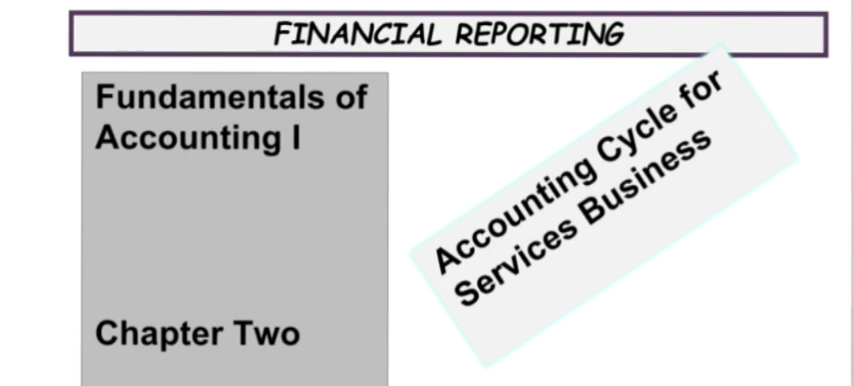 FINANCIAL REPORTING
Fundamentals of
Accounting I
Chapter Two
Accounting Cycle for
Services Business